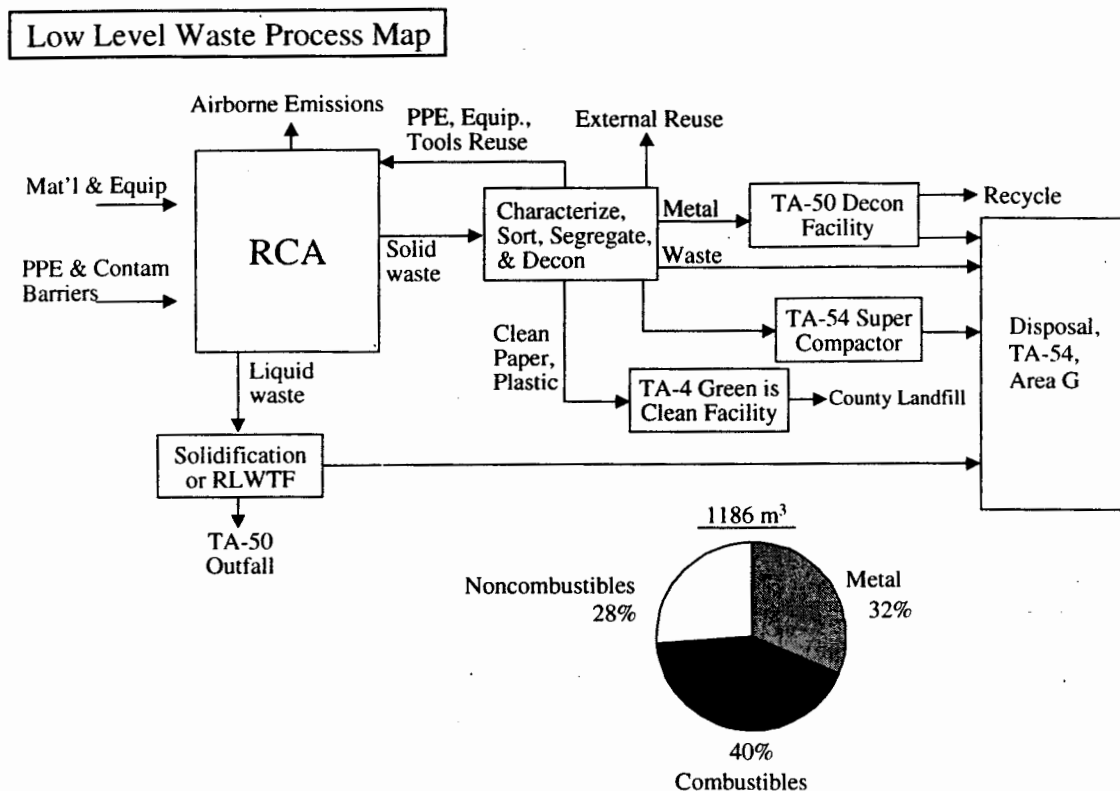 Low Level Waste Process Map
Airborne Emissions
PPE, Equip.,
Tools Reuse
External Reuse
Mat'l & Equip
PPE & Contam
Barriers
RCA
Solid
waste
Characterize,
Sort, Segregate,
& Decon
Metal
Waste
TA-50 Decon
Facility
Recycle
TA-54 Super
Compactor
Disposal,
TA-54,
Area G
Clean
Paper,
Plastic
TA-4 Green is
Clean Facility
County Landfill
Liquid
waste
Solidification
or RLWTF
TA-50
Outfall
1186 m³
Noncombustibles
28%
Metal
32%
40%
Combustibles